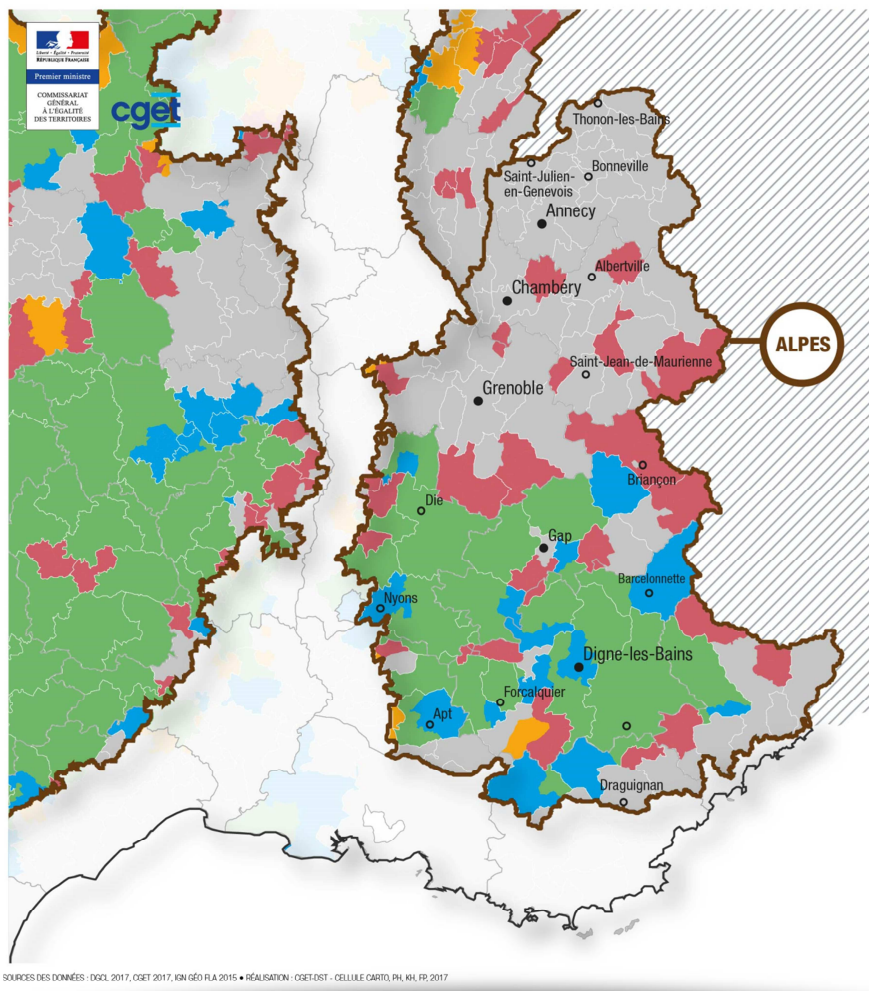 Liberté • Égalité • Fraternité
RÉPUBLIQUE FRANÇAISE
Premier ministre
COMMISSARIAT
GÉNÉRAL
À L'ÉGALITÉ
DES TERRITOIRES
cget
Thonon-les-Bains
Saint-Julien-
en-Genevois
Bonneville
Annecy
Albertville
Chambéry
ALPES
Saint-Jean-de-Maurienne
Grenoble
Briançon
Die
Gap
Barcelonnette
Nyons
Digne-les-Bains
Forcalquier
Apt
Draguignan
SOURCES DES DONNÉES : DGCL 2017, CGET 2017, IGN GÉO FLA 2015 • RÉALISATION : CGET-DST - CELLULE CARTO, PH, KH, FP, 2017